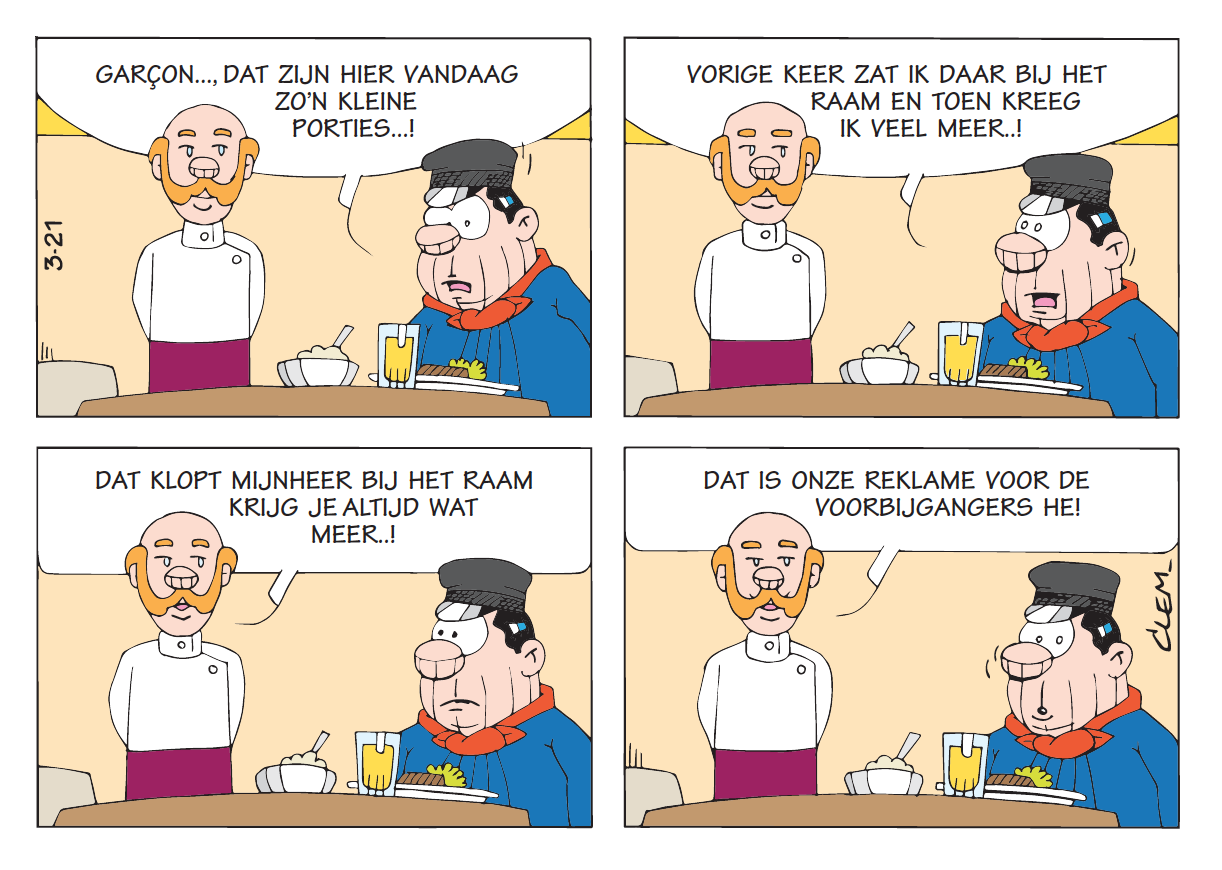 GARÇON..., DAT ZIJN HIER VANDAAG
ZO'N KLEINE
PORTIES...!
3-21
VORIGE KEER ZAT IK DAAR BIJ HET
RAAM EN TOEN KREEG
IK VEEL MEER..!
DAT KLOPT MIJNHEER BIJ HET RAAM
KRIJG JE ALTIJD WAT
MEER..!
DAT IS ONZE REKLAME VOOR DE
VOORBIJGANGERS HE!
CLEM_